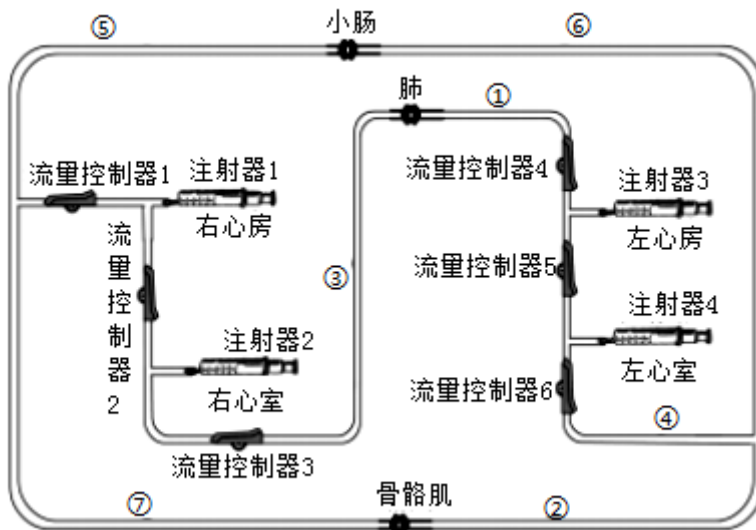 ⑤
小肠
⑥
肺
①
流量控制器1
注射器1
右心房
流量控制器4
注射器3
左心房
流量控制器2
③
流量控制器5
注射器4
左心室
注射器2
右心室
流量控制器6
④
流量控制器3
⑦
骨骼肌
②